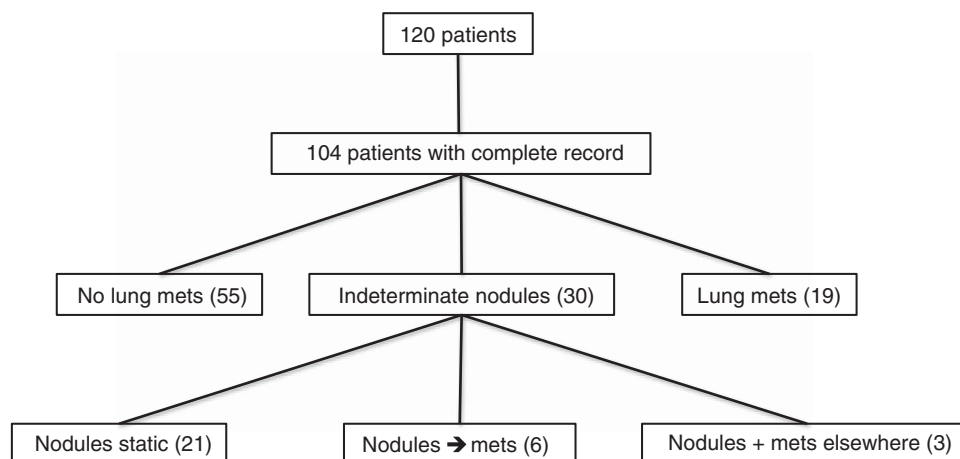 120 patients
104 patients with complete record
No lung mets (55)
Indeterminate nodules (30)
Lung mets (19)
Nodules static (21)
Nodules ➔ mets (6)
Nodules + mets elsewhere (3)